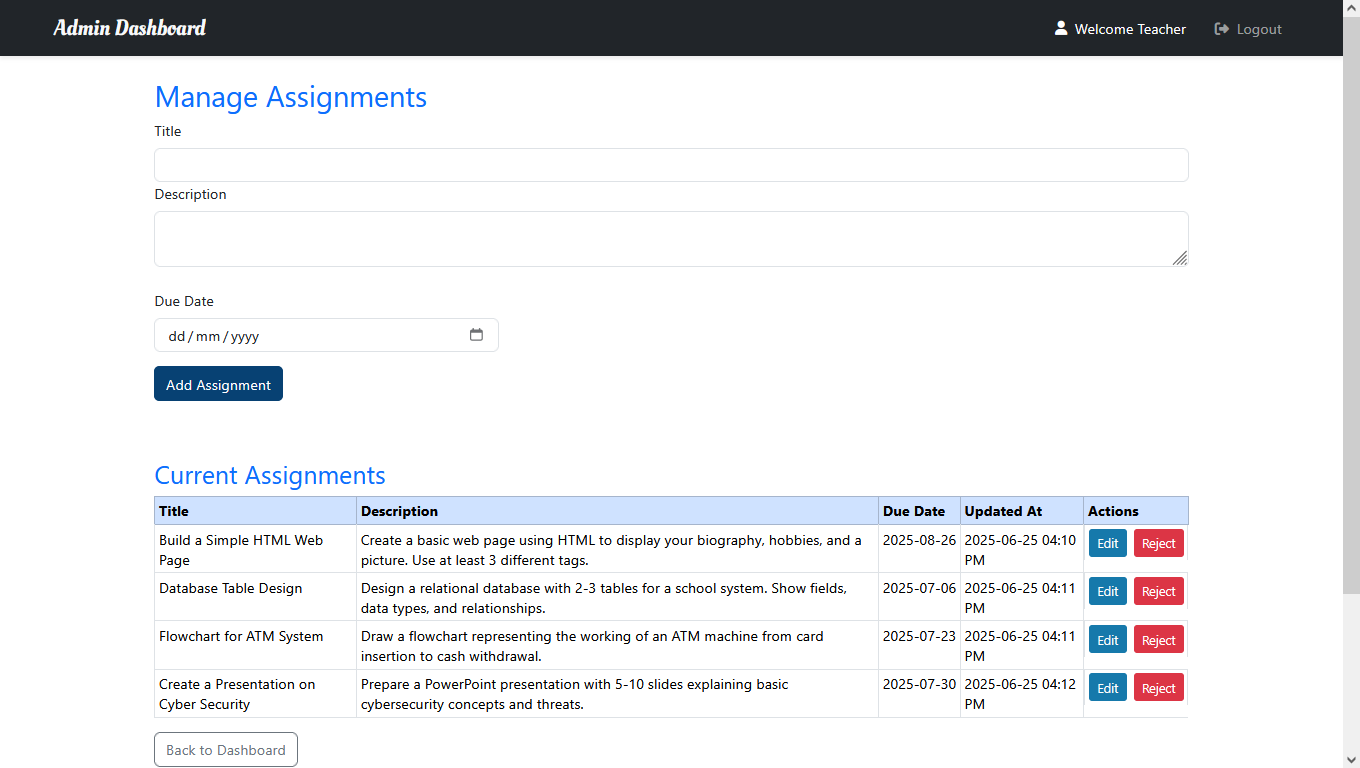 Admin Dashboard
Welcome Teacher
Logout
Manage Assignments
Title
Description
Due Date
dd/mm/yyyy
Add Assignment
Current Assignments
Title Description Due Date Updated At Actions
Build a Simple HTML Web Create a basic web page using HTML to display your biography, hobbies, and a 2025-08-26 2025-06-25 04:10 Edit Reject
Page picture. Use at least 3 different tags. PM
Database Table Design Design a relational database with 2-3 tables for a school system. Show fields, 2025-07-06 2025-06-25 04:11 Edit Reject
data types, and relationships. PM
Flowchart for ATM System Draw a flowchart representing the working of an ATM machine from card 2025-07-23 2025-06-25 04:11 Edit Reject
insertion to cash withdrawal. PM
Create a Presentation on Prepare a PowerPoint presentation with 5-10 slides explaining basic 2025-07-30 2025-06-25 04:12 Edit Reject
Cyber Security cybersecurity concepts and threats. PM
Back to Dashboard